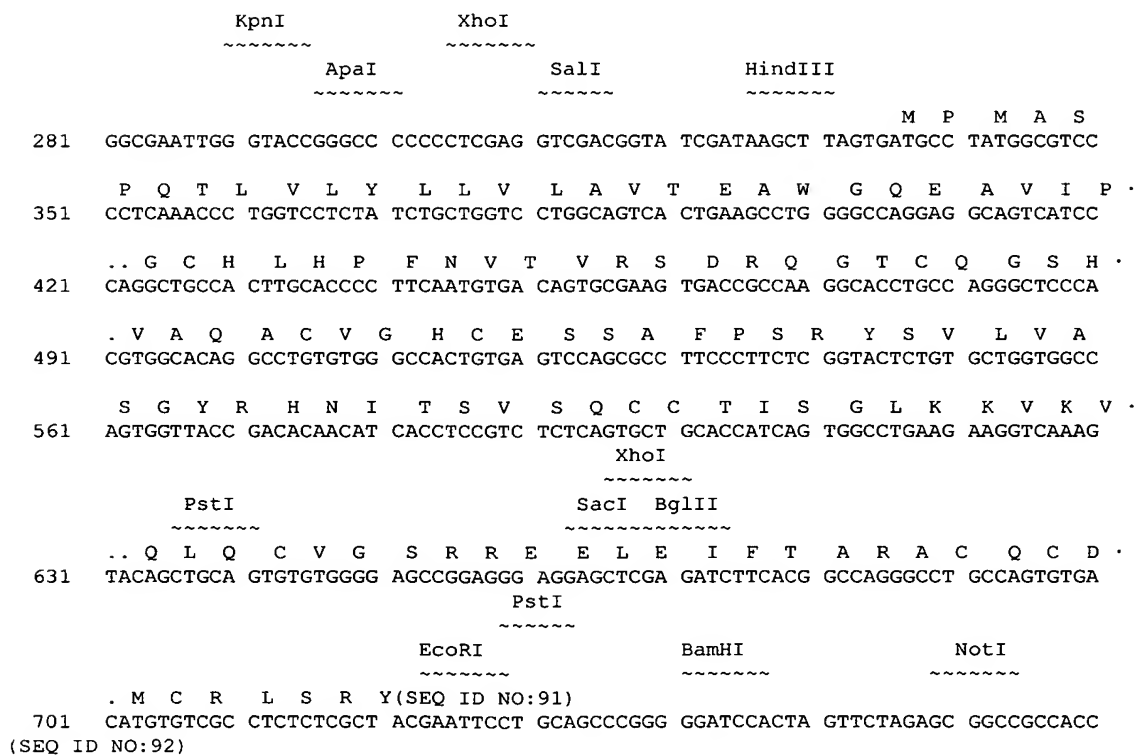 KpnI XhoI
~~~~~~~ ~~~~~~~
ApaI SalI HindIII
~~~~~~~ ~~~~~~ ~~~~~~~
M P M A S
281 GGCGAATTGG GTACCGGGCC CCCCCTCGAG GTCGACGGTA TCGATAAGCT TAGTGATGCC TATGGCGTCC
P Q T L V L Y L L V L A V T E A W G Q E A V I P ·
351 CCTCAAACCC TGGTCCTCTA TCTGCTGGTC CTGGCAGTCA CTGAAGCCTG GGGCCAGGAG GCAGTCATCC
.. G C H L H P F N V T V R S D R Q G T C Q G S H ·
421 CAGGCTGCCA CTTGCACCCC TTCAATGTGA CAGTGCGAAG TGACCGCCAA GGCACCTGCC AGGGCTCCCA
. V A Q A C V G H C E S S A F P S R Y S V L V A
491 CGTGGCACAG GCCTGTGTGG GCCACTGTGA GTCCAGCGCC TTCCCTTCTC GGTACTCTGT GCTGGTGGCC
S G Y R H N I T S V S Q C C T I S G L K K V K V ·
561 AGTGGTTACC GACACAACAT CACCTCCGTC TCTCAGTGCT GCACCATCAG TGGCCTGAAG AAGGTCAAAG
XhoI
~~~~~~~
PstI SacI BglII
~~~~~~~ ~~~~~~~~~~~~~
.. Q L Q C V G S R R E E L E I F T A R A C Q C D ·
631 TACAGCTGCA GTGTGTGGGG AGCCGGAGGG AGGAGCTCGA GATCTTCACG GCCAGGGCCT GCCAGTGTGA
PstI
~~~~~~
EcoRI BamHI NotI
~~~~~~~ ~~~~~~~ ~~~~~~~
. M C R L S R Y(SEQ ID NO:91)
701 CATGTGTCGC CTCTCTCGCT ACGAATTCCT GCAGCCCGGG GGATCCACTA GTTCTAGAGC GGCCGCCACC
(SEQ ID NO:92)